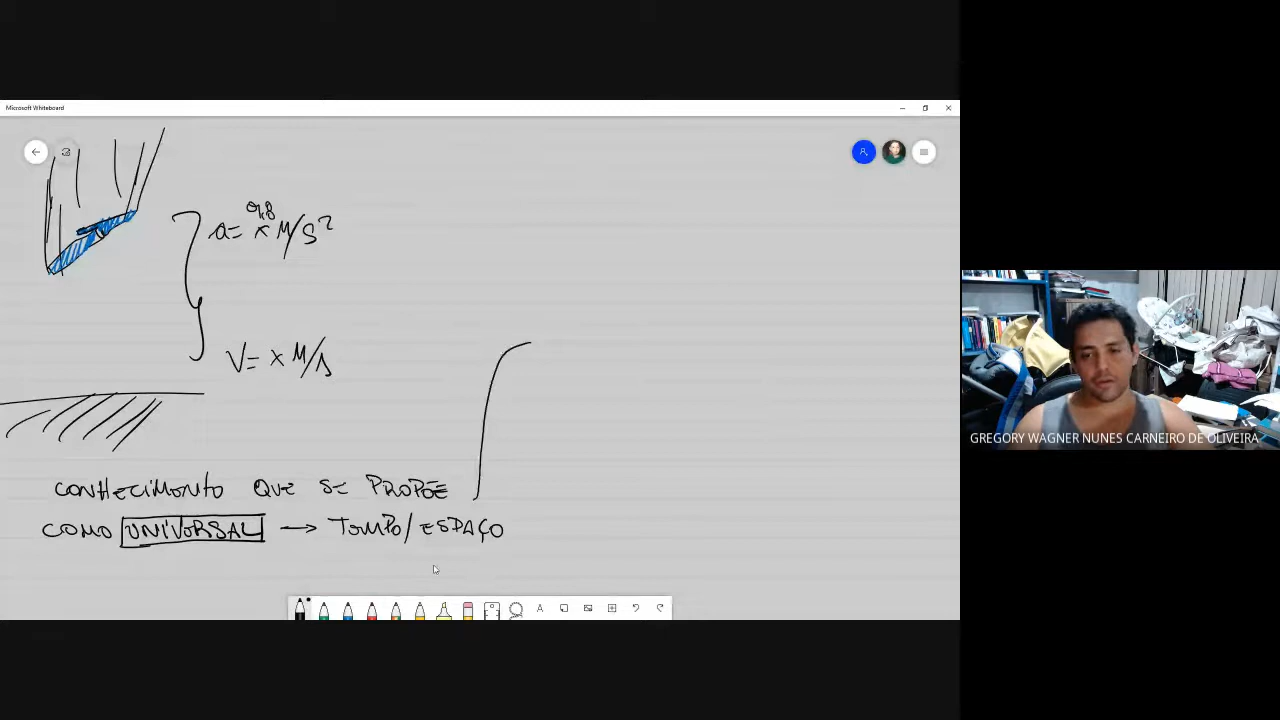 Microsoft Whiteboard
9,8
a= x M/S²
V= x M/s
CONHECIMENTO QUE SE PROPÕE
COMO UNIVERSAL → TEMPO/ESPAÇO
GREGORY WAGNER NUNES CARNEIRO DE OLIVEIRA
A